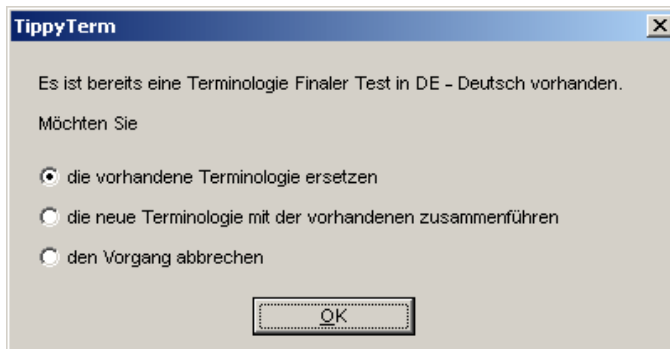 TippyTerm
Es ist bereits eine Terminologie Finaler Test in DE - Deutsch vorhanden.
Möchten Sie
die vorhandene Terminologie ersetzen
die neue Terminologie mit der vorhandenen zusammenführen
den Vorgang abbrechen
OK